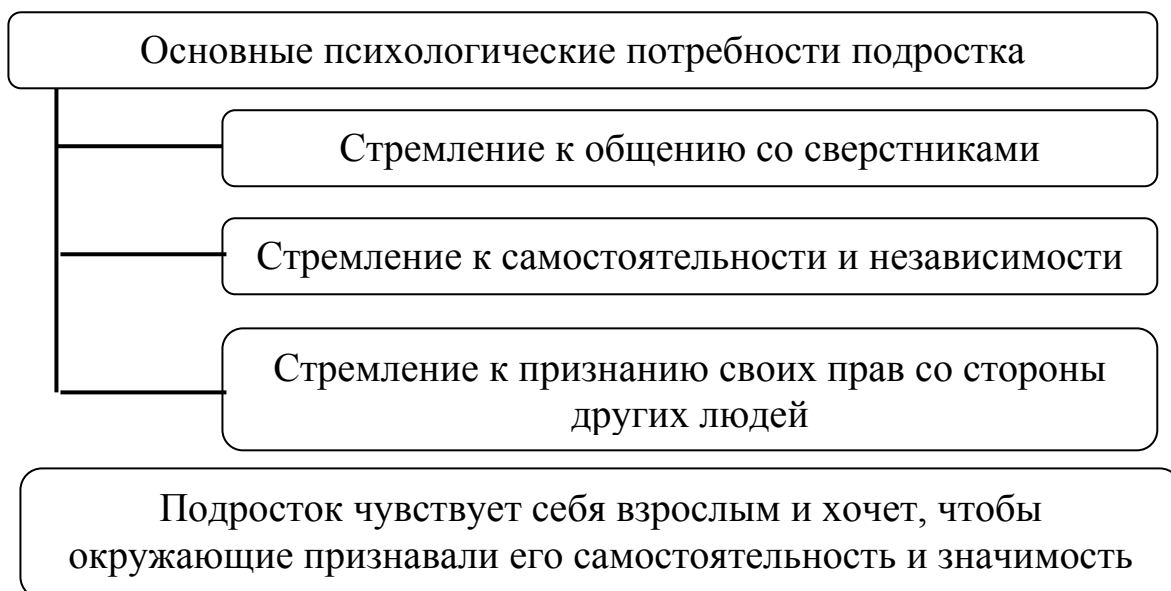 Основные психологические потребности подростка
Стремление к общению со сверстниками
Стремление к самостоятельности и независимости
Стремление к признанию своих прав со стороны
других людей
Подросток чувствует себя взрослым и хочет, чтобы
окружающие признавали его самостоятельность и значимость